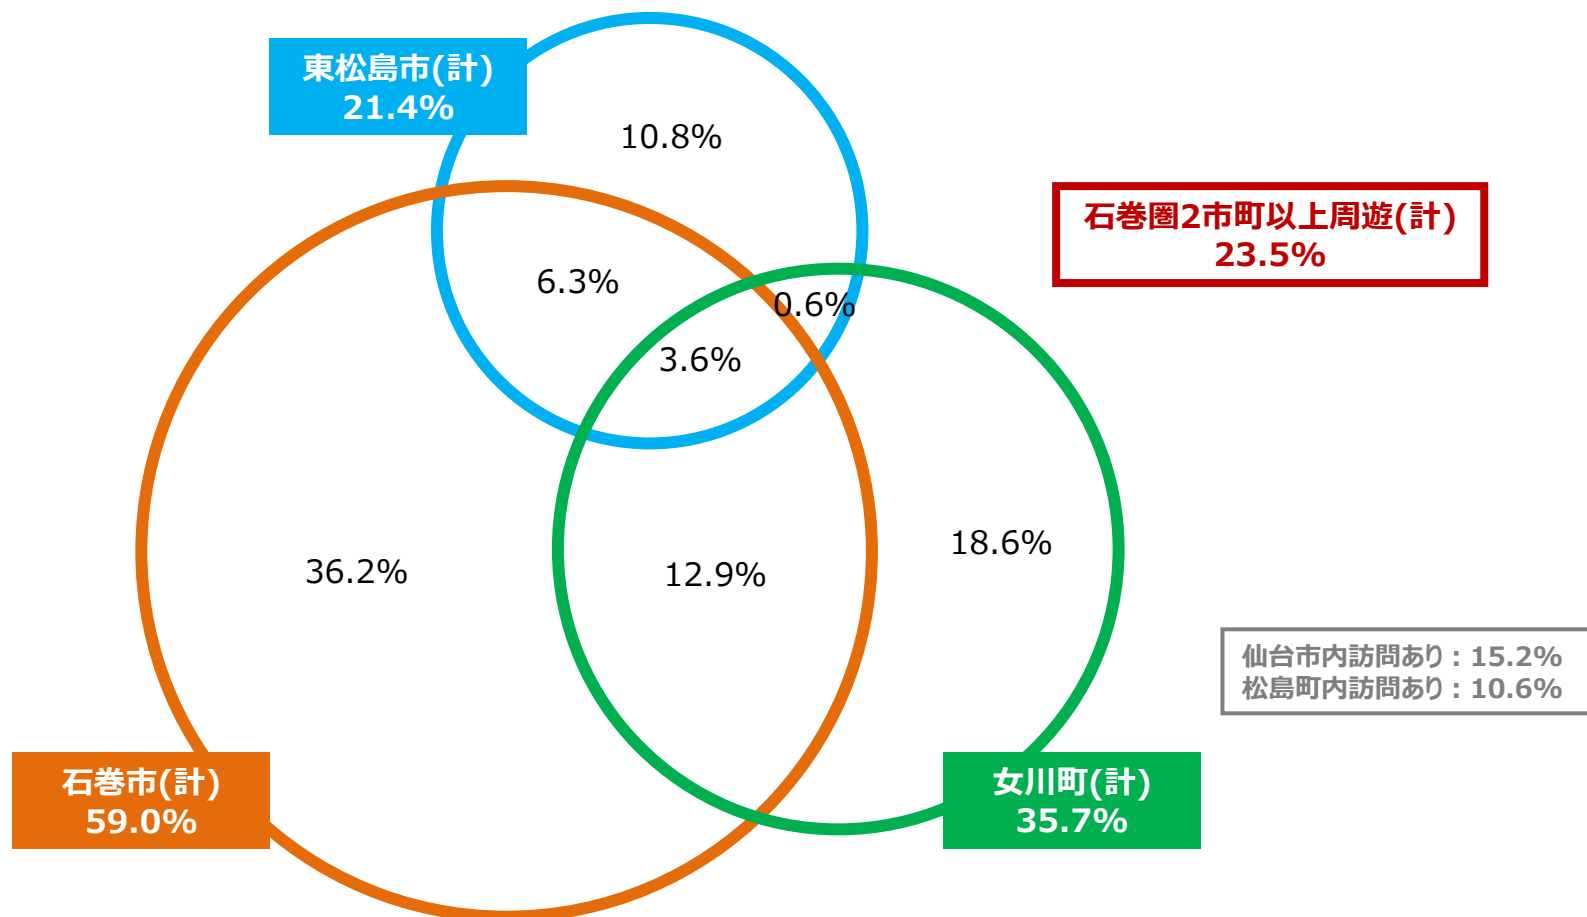 東松島市(計)
21.4%
10.8%
石巻圏2市町以上周遊(計)
23.5%
6.3%
0.6%
3.6%
36.2%
12.9%
18.6%
仙台市内訪問あり : 15.2%
松島町内訪問あり : 10.6%
石巻市(計)
59.0%
女川町(計)
35.7%